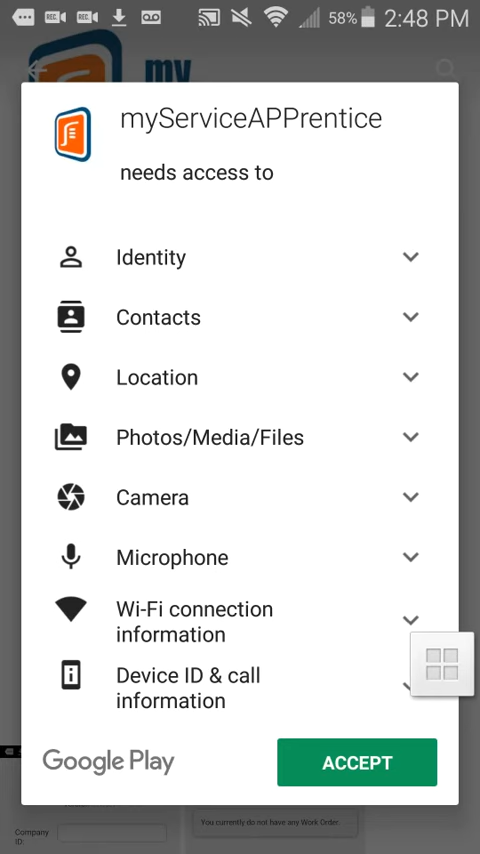 REC REC 58% 2:48 PM
my
myServiceAPPrentice
needs access to
Identity
Contacts
Location
Photos/Media/Files
Camera
Microphone
Wi-Fi connection
information
Device ID & call
information
Google Play
ACCEPT
You currently do not have any Work Order.
Company
ID: